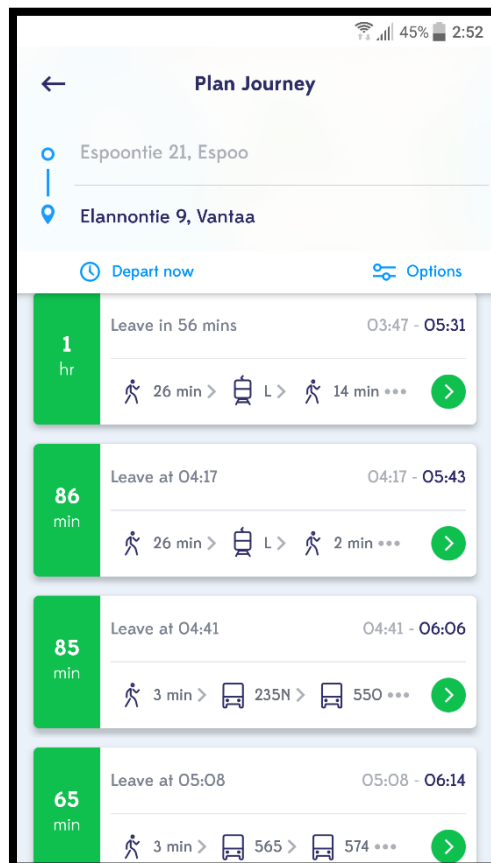 45% 2:52
Plan Journey
Espoontie 21, Espoo
Elannontie 9, Vantaa
Depart now Options
1 hr
Leave in 56 mins 03:47 - 05:31
26 min > L > 14 min •••
86 min
Leave at 04:17 04:17 - 05:43
26 min > L > 2 min •••
85 min
Leave at 04:41 04:41 - 06:06
3 min > 235N > 550 •••
65 min
Leave at 05:08 05:08 - 06:14
3 min > 565 > 574 •••